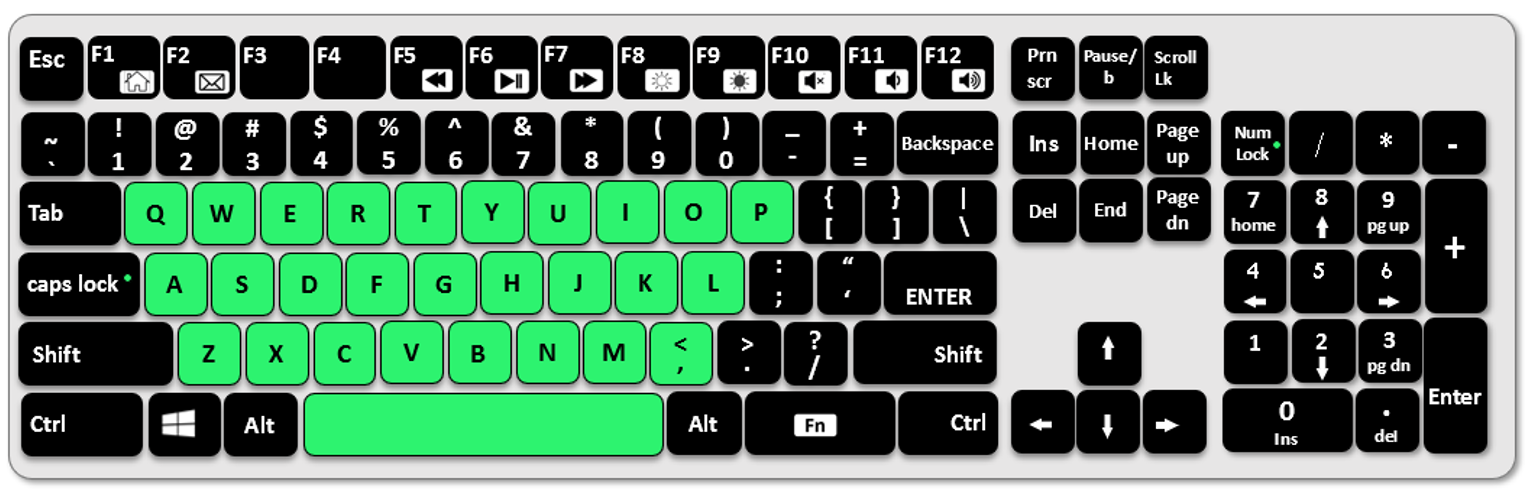 Esc F1 F2 F3 F4 F5 F6 F7 F8 F9 F10 F11 F12 Prn scr Pause/ b Scroll Lk
~ ` ! 1 @ 2 # 3 $ 4 % 5 ^ 6 & 7 * 8 ( 9 ) 0 _ - + = Backspace Ins Home Page up Num Lock / * -
Tab Q W E R T Y U I O P { [ } ] | \ Del End Page dn 7 home 8 9 pg up +
caps lock A S D F G H J K L : ; “ ‘ ENTER 4 5 6
Shift Z X C V B N M < , > . ? / Shift 1 2 3 pg dn Enter
Ctrl Alt Alt Fn Ctrl 0 Ins . del